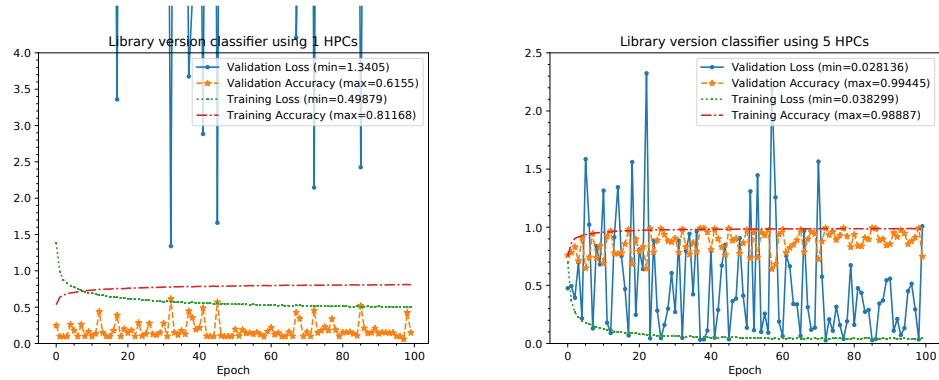 Library version classifier using 1 HPCs
4.0
3.5
3.0
2.5
2.0
1.5
1.0
0.5
0.0
Validation Loss (min=1.3405)
Validation Accuracy (max=0.6155)
Training Loss (min=0.49879)
Training Accuracy (max=0.81168)
0 20 40 60 80 100
Epoch
Library version classifier using 5 HPCs
2.5
2.0
1.5
1.0
0.5
0.0
Validation Loss (min=0.028136)
Validation Accuracy (max=0.99445)
Training Loss (min=0.038299)
Training Accuracy (max=0.98887)
0 20 40 60 80 100
Epoch